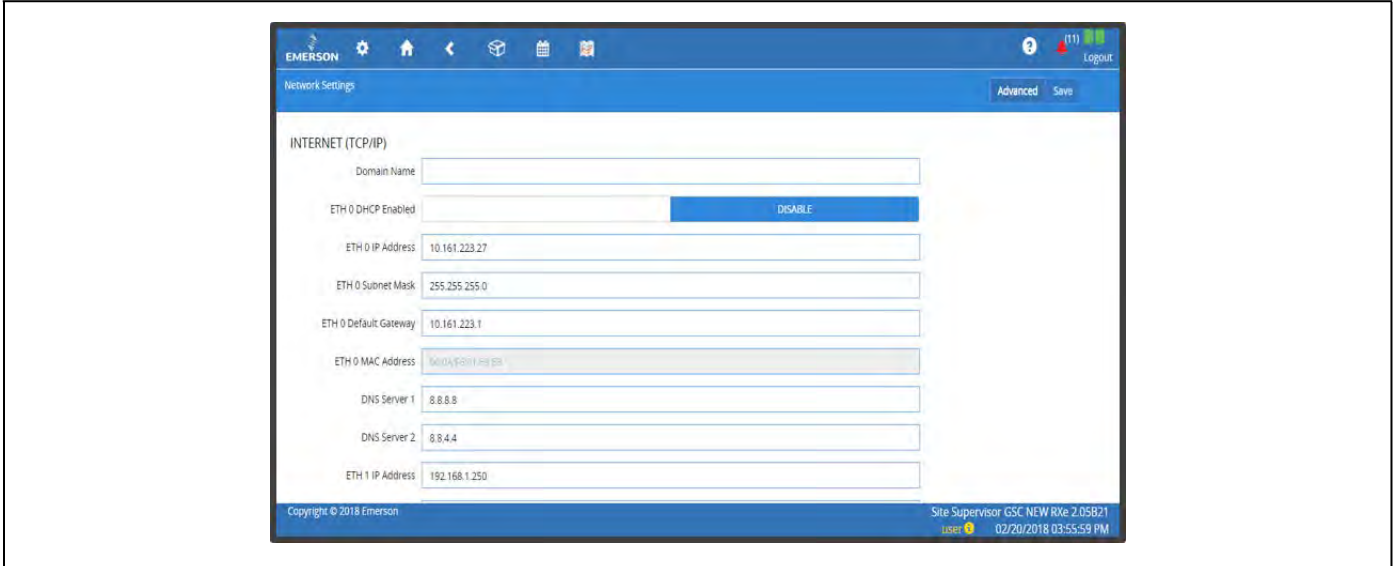 EMERSON
(11)
Logout
Network Settings
Advanced Save
INTERNET (TCP/IP)
Domain Name
ETH 0 DHCP Enabled DISABLE
ETH 0 IP Address 10.161.223.27
ETH 0 Subnet Mask 255.255.255.0
ETH 0 Default Gateway 10.161.223.1
ETH 0 MAC Address
DNS Server 1 8.8.8.8
DNS Server 2 8.8.4.4
ETH 1 IP Address 192.168.1.250
Copyright © 2018 Emerson
Site Supervisor GSC NEW RXe 2.05B21
user 02/20/2018 03:55:59 PM